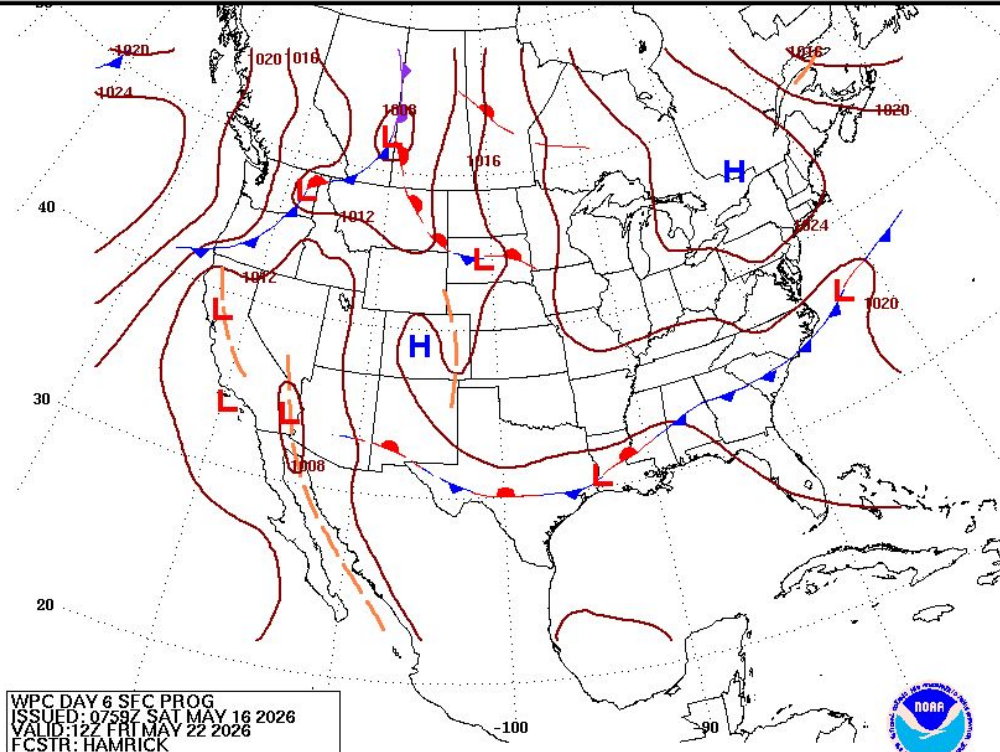 1020
020
016
1016
1024
1008
1020
1016
40
1012
1024
1012
1020
30
1008
20
H
L
L
L
L
L
H
L
L
L
WPC DAY 6 SFC PROG
ISSUED: 0759Z SAT MAY 16 2026
VALID:12Z FRI MAY 22 2026
FCSTR: HAMRICK
-100
-90
NOAA